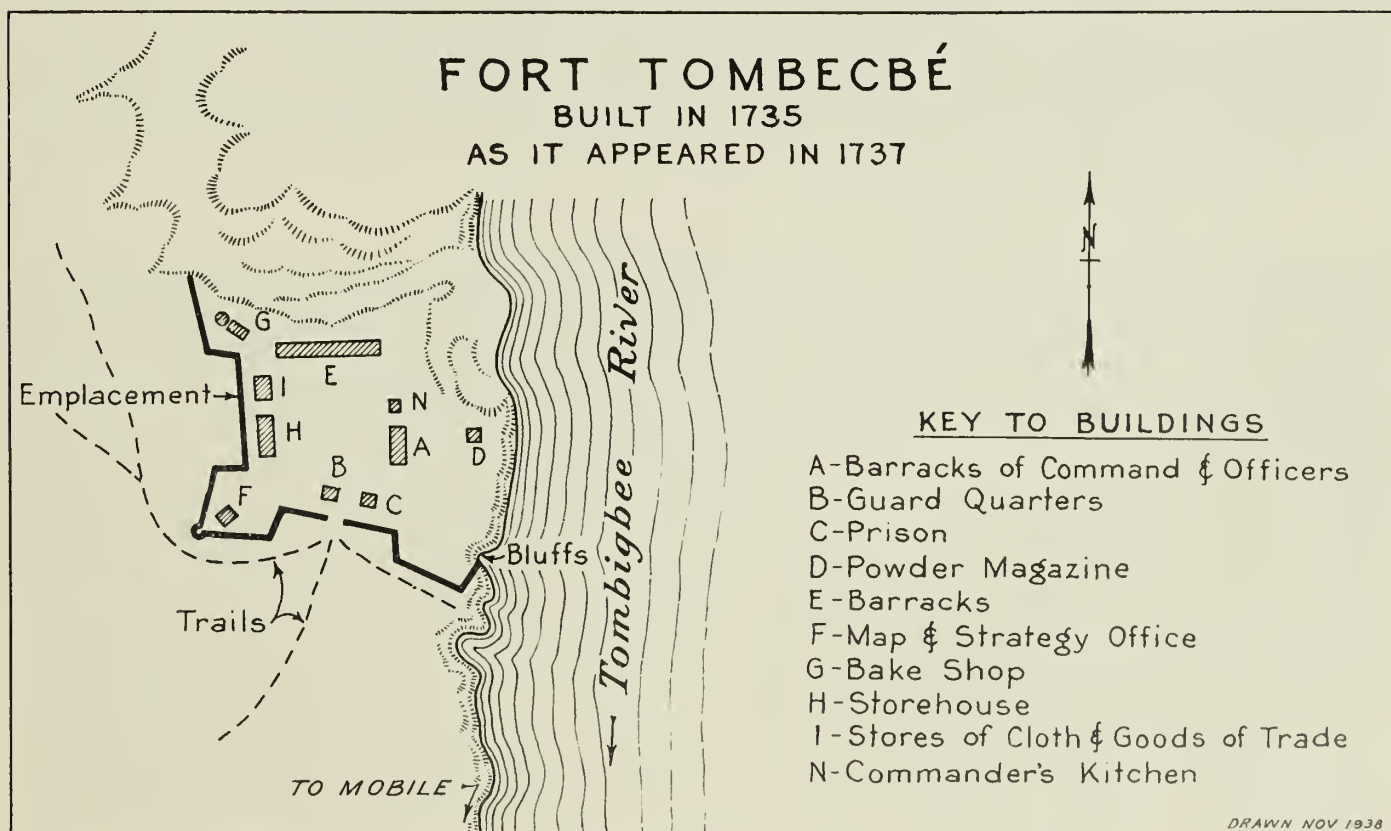 FORT TOMBECBÉ
BUILT IN 1735
AS IT APPEARED IN 1737
N
G
E
I
Emplacement
N
H
A
D
B
F
C
Bluffs
Trails
Tombigbee River
TO MOBILE
KEY TO BUILDINGS
A-Barracks of Command & Officers
B-Guard Quarters
C-Prison
D-Powder Magazine
E-Barracks
F-Map & Strategy Office
G-Bake Shop
H-Storehouse
I-Stores of Cloth & Goods of Trade
N-Commander's Kitchen
DRAWN NOV 1938